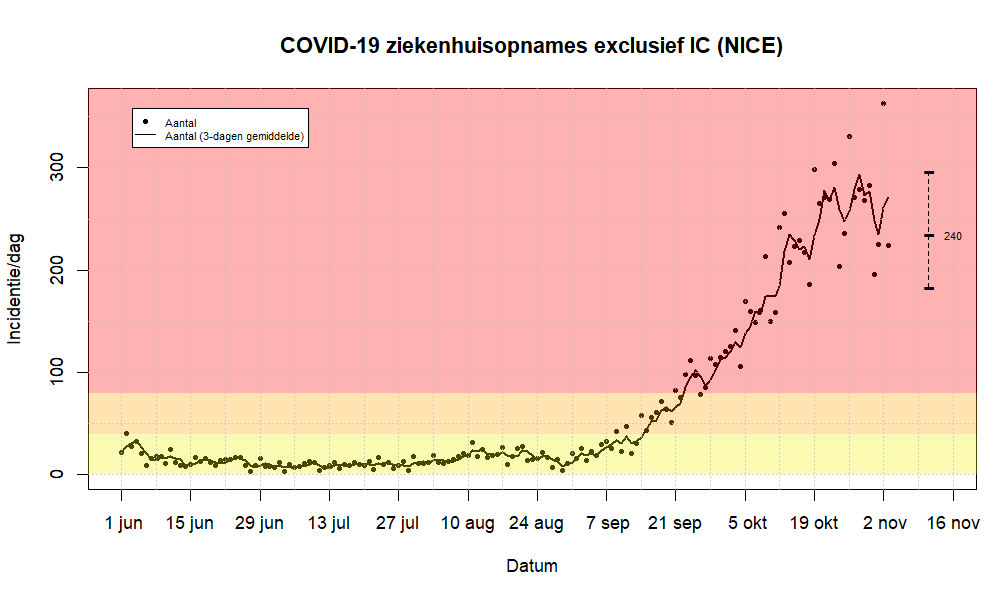 COVID-19 ziekenhuisopnames exclusief IC (NICE)
Aantal
Aantal (3-dagen gemiddelde)
Incidentie/dag
300
200
100
0
240
1 jun 15 jun 29 jun 13 jul 27 jul 10 aug 24 aug 7 sep 21 sep 5 okt 19 okt 2 nov 16 nov
Datum